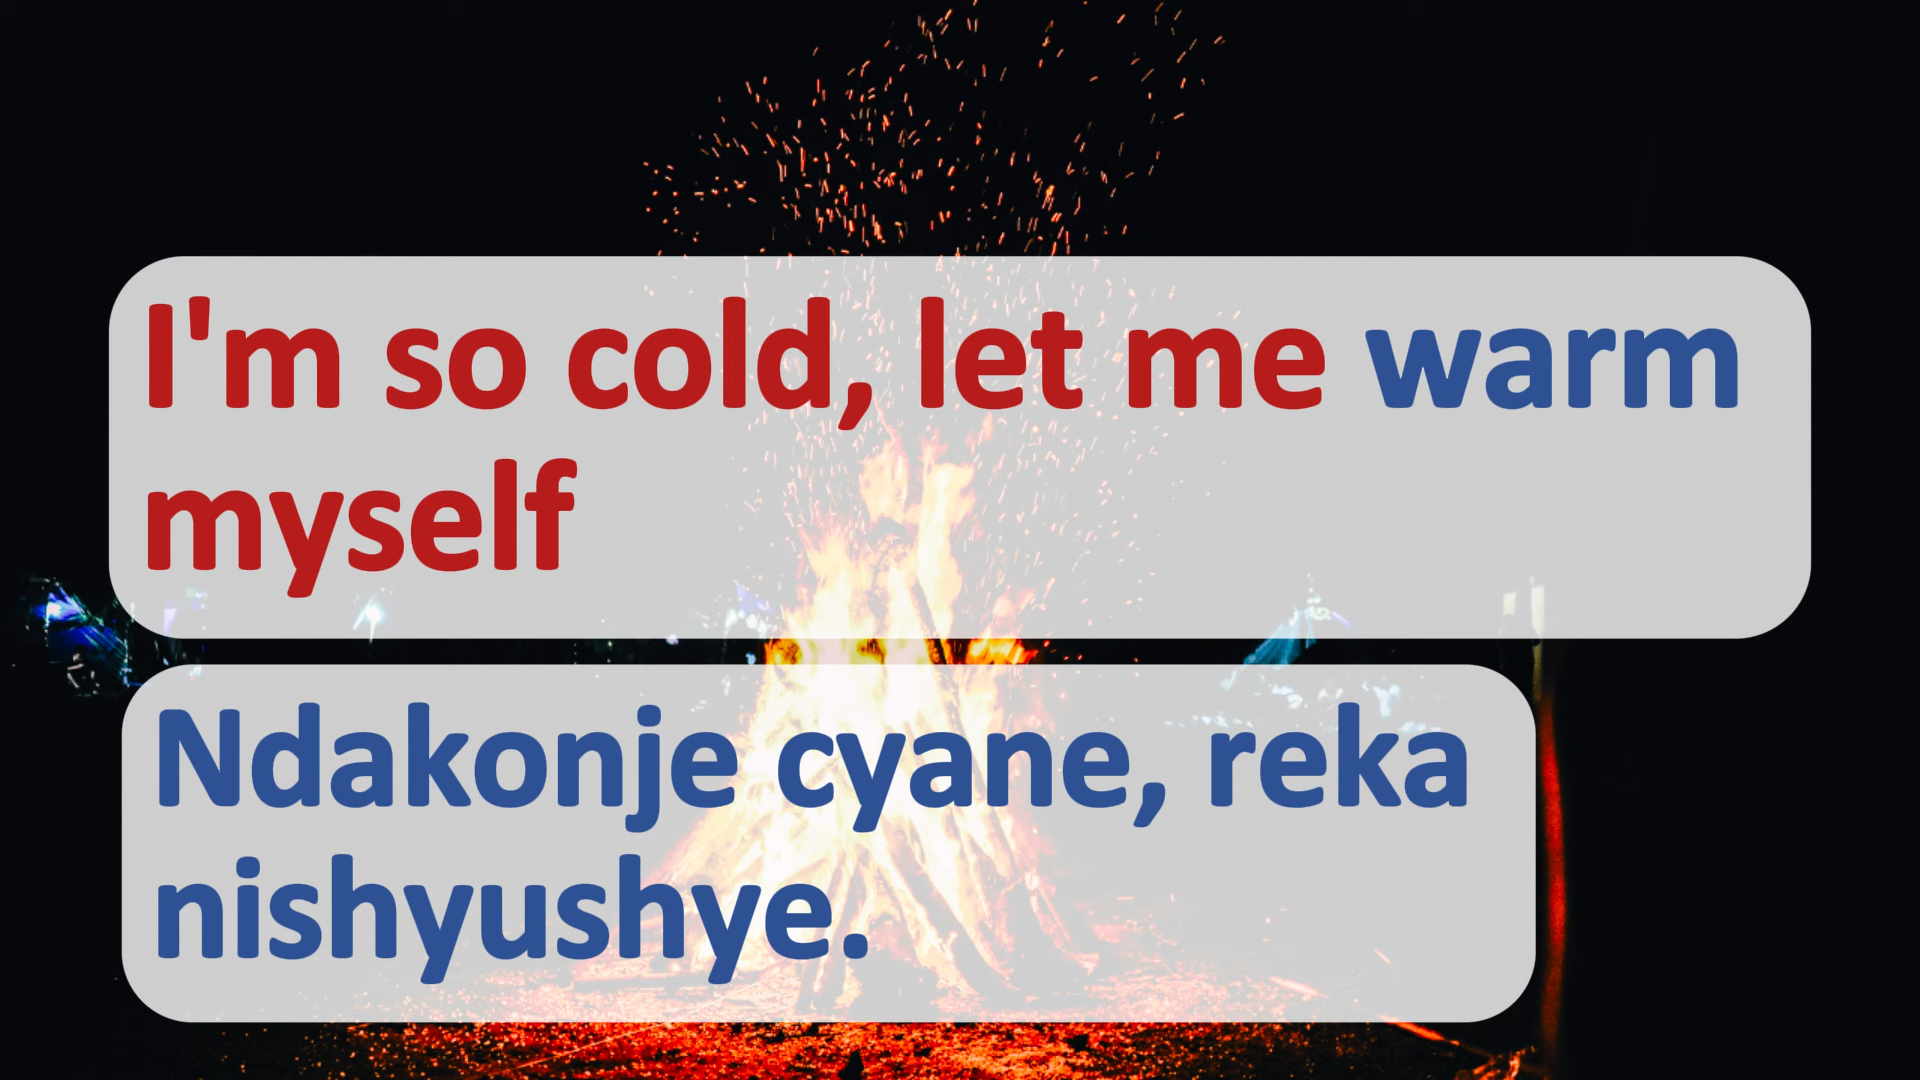 I'm so cold, let me warm
myself
Ndakonje cyane, reka
nishyushye.